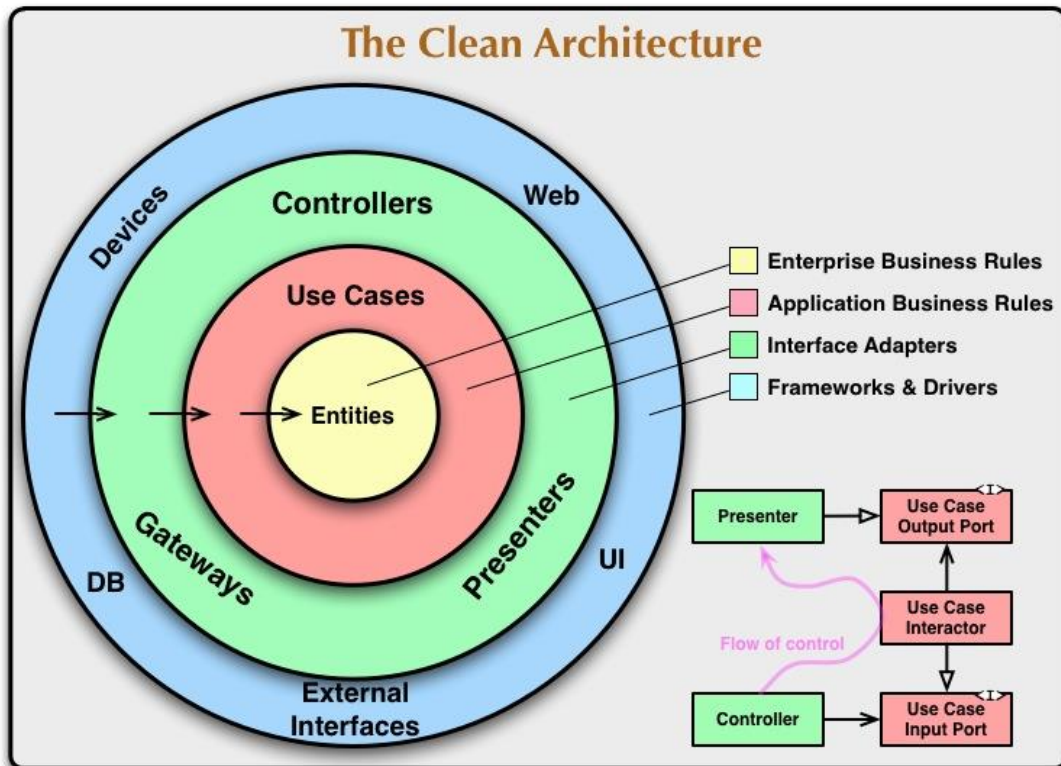 The Clean Architecture
Devices
Web
Controllers
Use Cases
Entities
Gateways
Presenters
DB
UI
External
Interfaces
Enterprise Business Rules
Application Business Rules
Interface Adapters
Frameworks & Drivers
Presenter
<I>
Use Case
Output Port
Flow of control
Use Case
Interactor
Controller
<I>
Use Case
Input Port